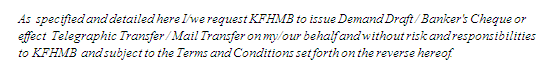 As specified and detailed here I/we request KFHMB to issue Demand Draft / Banker's Cheque or
effect Telegraphic Transfer / Mail Transfer on my/our behalf and without risk and responsibilities
to KFHMB and subject to the Terms and Conditions set forth on the reverse hereof.